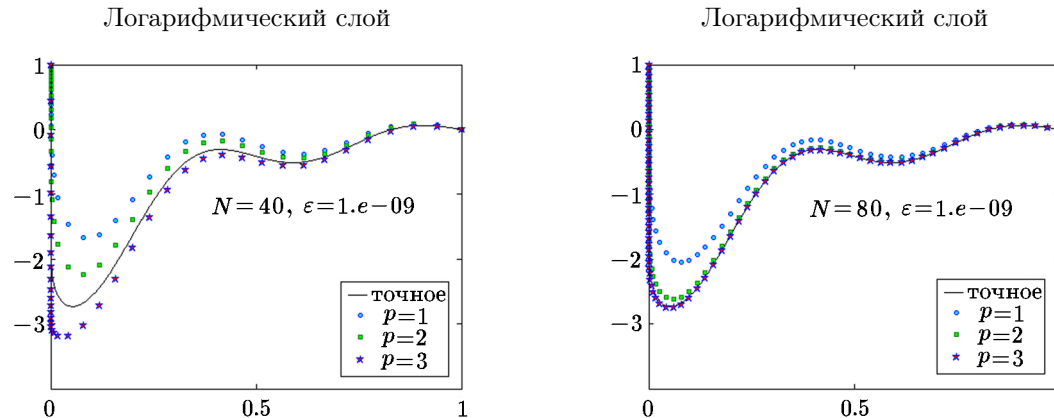 Логарифмический слой
1
0
−1
−2
−3
0
0.5
1
N=40, ε=1.e−09
точное
p=1
p=2
p=3
Логарифмический слой
1
0
−1
−2
−3
0
0.5
N=80, ε=1.e−09
точное
p=1
p=2
p=3